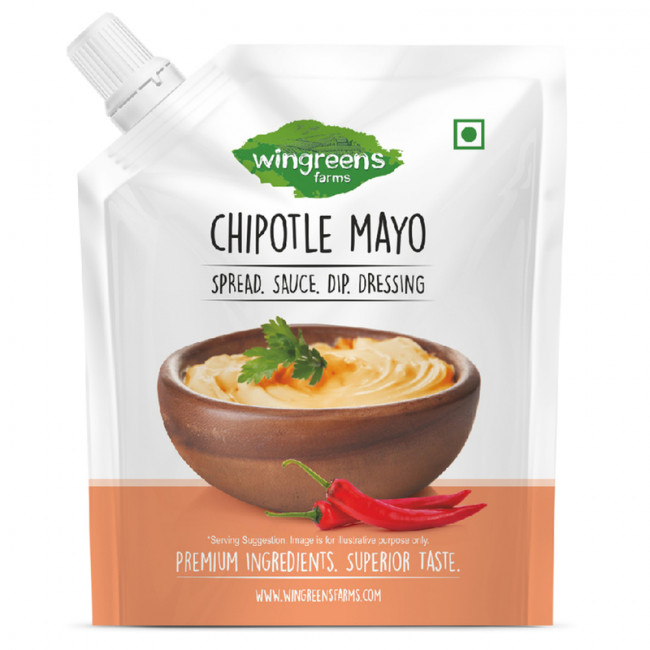 wingreens
farms
CHIPOTLE MAYO
SPREAD. SAUCE. DIP. DRESSING
*Serving Suggestion. Image is for illustrative purpose only.
PREMIUM INGREDIENTS. SUPERIOR TASTE.
WWW.WINGREENSFARMS.COM